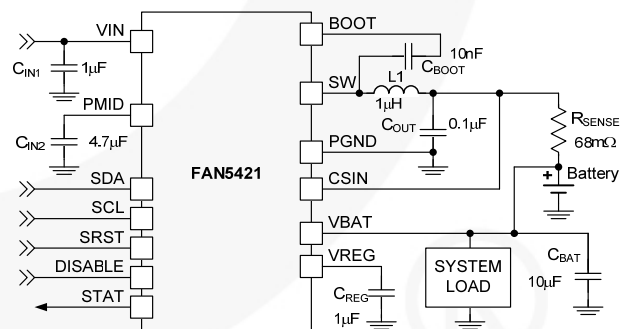 VIN
C_IN1
1µF
PMID
C_IN2
4.7µF
SDA
SCL
SRST
DISABLE
STAT
FAN5421
BOOT
10nF
C_BOOT
SW
L1
1µH
C_OUT
0.1µF
PGND
CSIN
R_SENSE
68mΩ
+
Battery
VBAT
VREG
C_REG
1µF
SYSTEM
LOAD
C_BAT
10µF